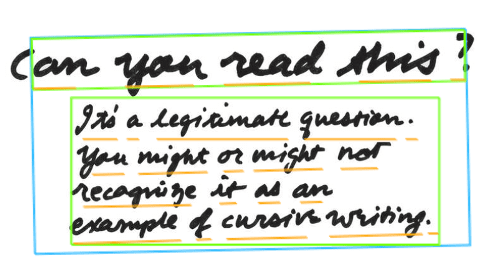 Can you read this?
It's a legitimate question.
You might or might not
recognize it as an
example of cursive writing.